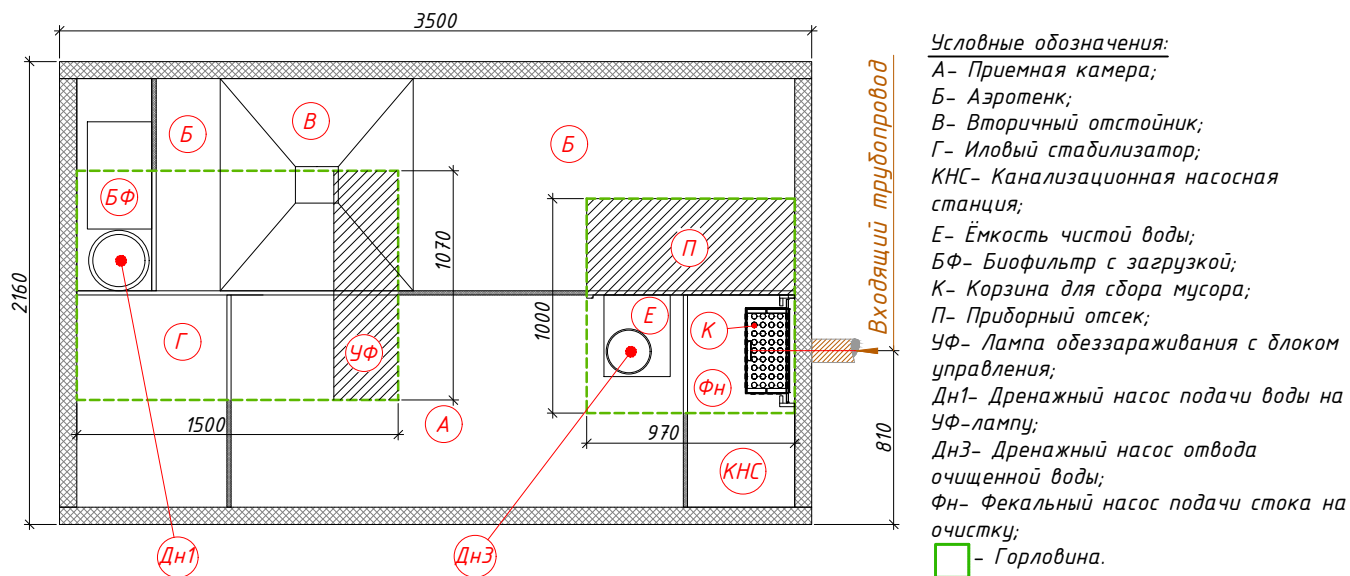 3500
Условные обозначения:
А- Приемная камера;
Б- Аэротенк;
В- Вторичный отстойник;
Г- Иловый стабилизатор;
КНС- Канализационная насосная
станция;
Е- Ёмкость чистой воды;
БФ- Биофильтр с загрузкой;
К- Корзина для сбора мусора;
П- Приборный отсек;
УФ- Лампа обеззараживания с блоком
управления;
Дн1- Дренажный насос подачи воды на
УФ-лампу;
Дн3- Дренажный насос отвода
очищенной воды;
Фн- Фекальный насос подачи стока на
очистку;
- Горловина.
Входящий трубопровод
В
Б
Б
БФ
П
1070
2160
1000
Е
К
Г
УФ
Фн
1500
А
970
810
КНС
Дн1
Дн3